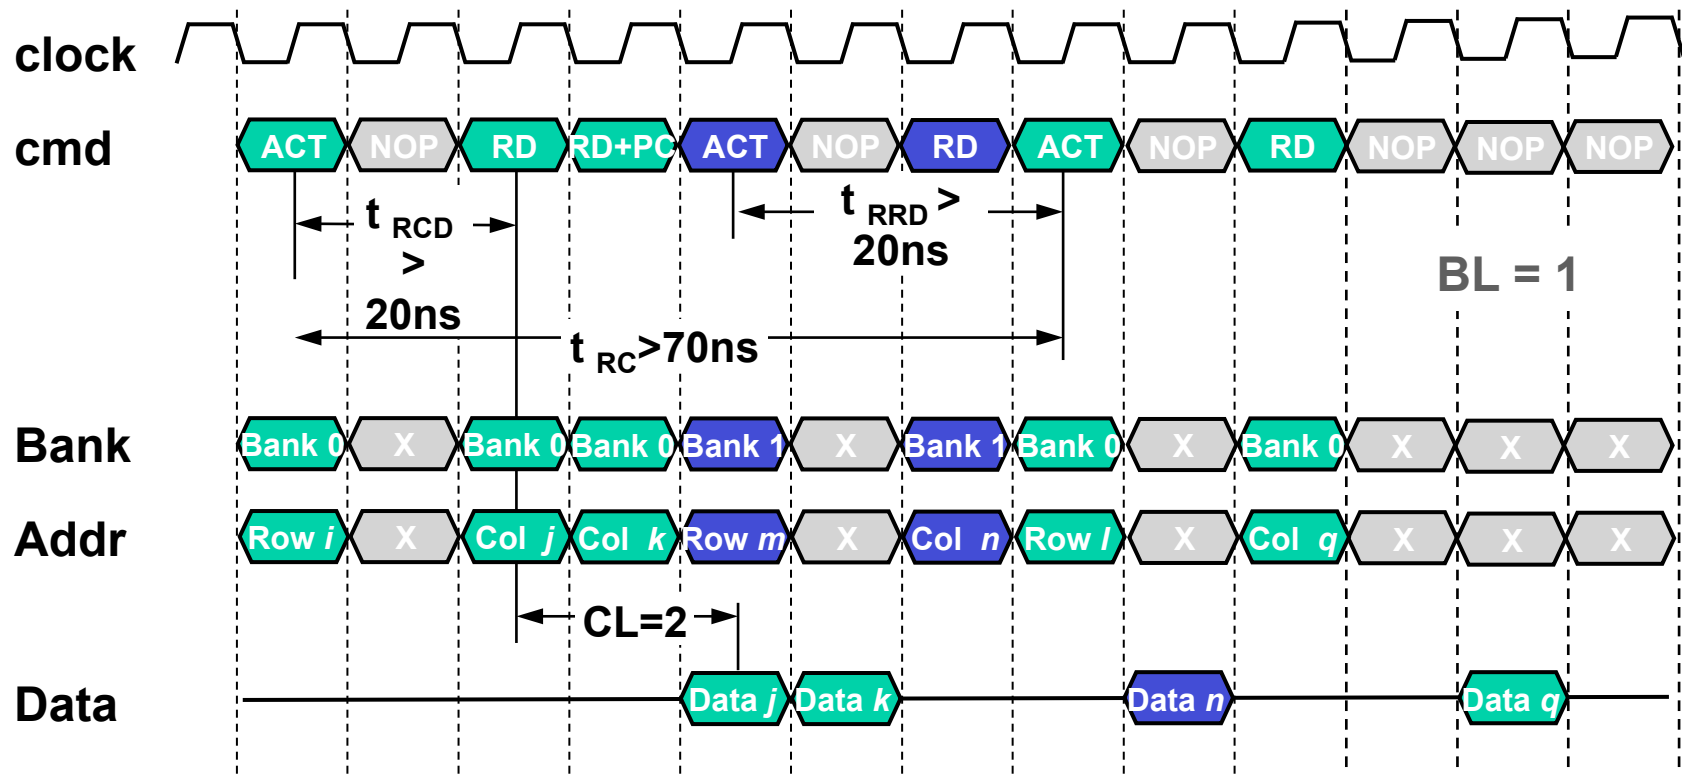 clock
cmd ACT NOP RD RD+PC ACT NOP RD ACT NOP RD NOP NOP NOP
t RCD > 20ns
t RRD > 20ns
BL = 1
t RC>70ns
Bank Bank 0 X Bank 0 Bank 0 Bank 1 X Bank 1 Bank 0 X Bank 0 X X X
Addr Row i X Col j Col k Row m X Col n Row l X Col q X X X
CL=2
Data Data j Data k Data n Data q